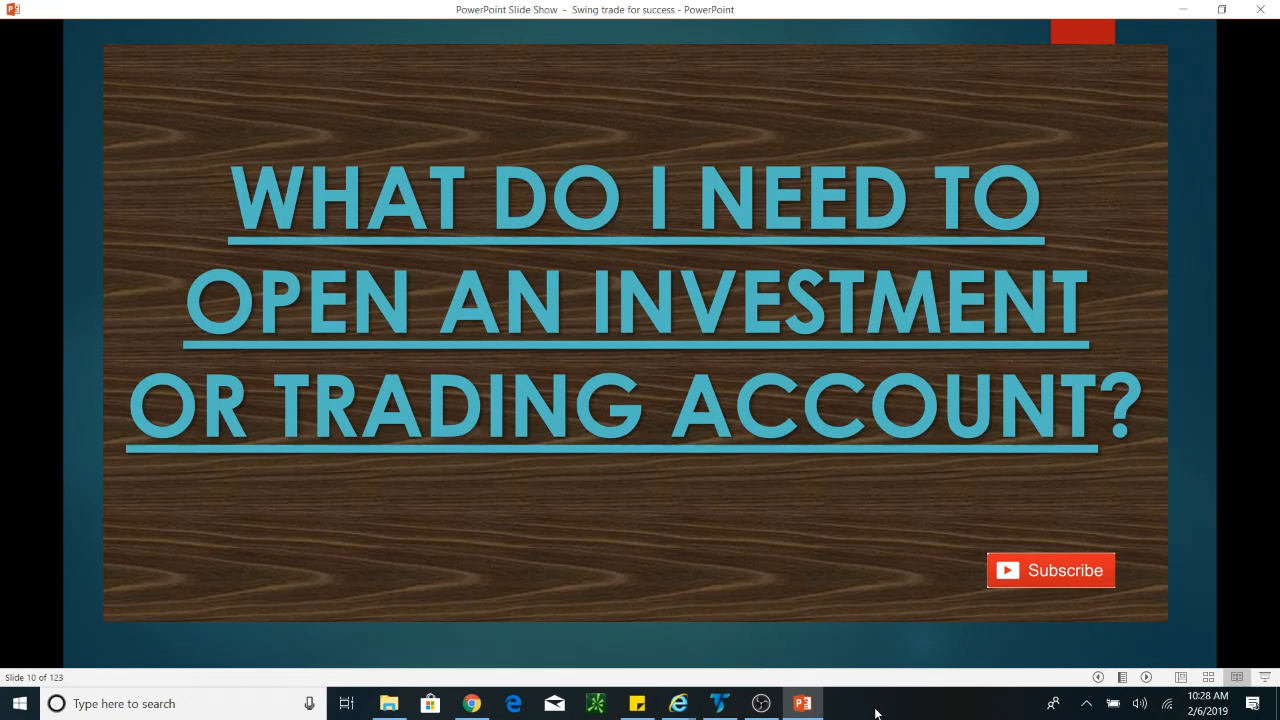 PowerPoint Slide Show - Swing trade for success - PowerPoint
WHAT DO I NEED TO
OPEN AN INVESTMENT
OR TRADING ACCOUNT?
Subscribe
Slide 10 of 123
Type here to search
10:28 AM
2/6/2019